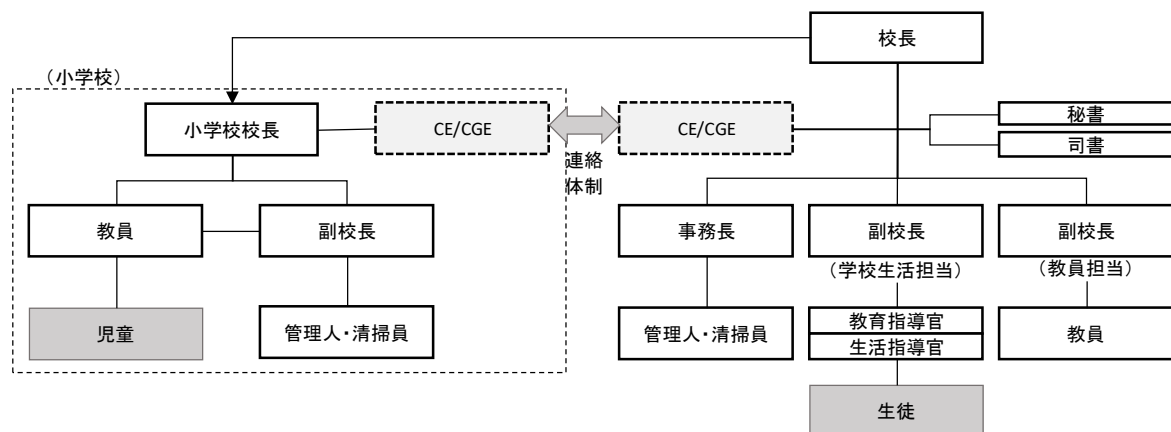 校長
（小学校）
小学校校長
CE/CGE
CE/CGE
連絡
体制
秘書
司書
教員
副校長
事務長
副校長
（学校生活担当）
副校長
（教員担当）
児童
管理人・清掃員
管理人・清掃員
教育指導官
生活指導官
教員
生徒